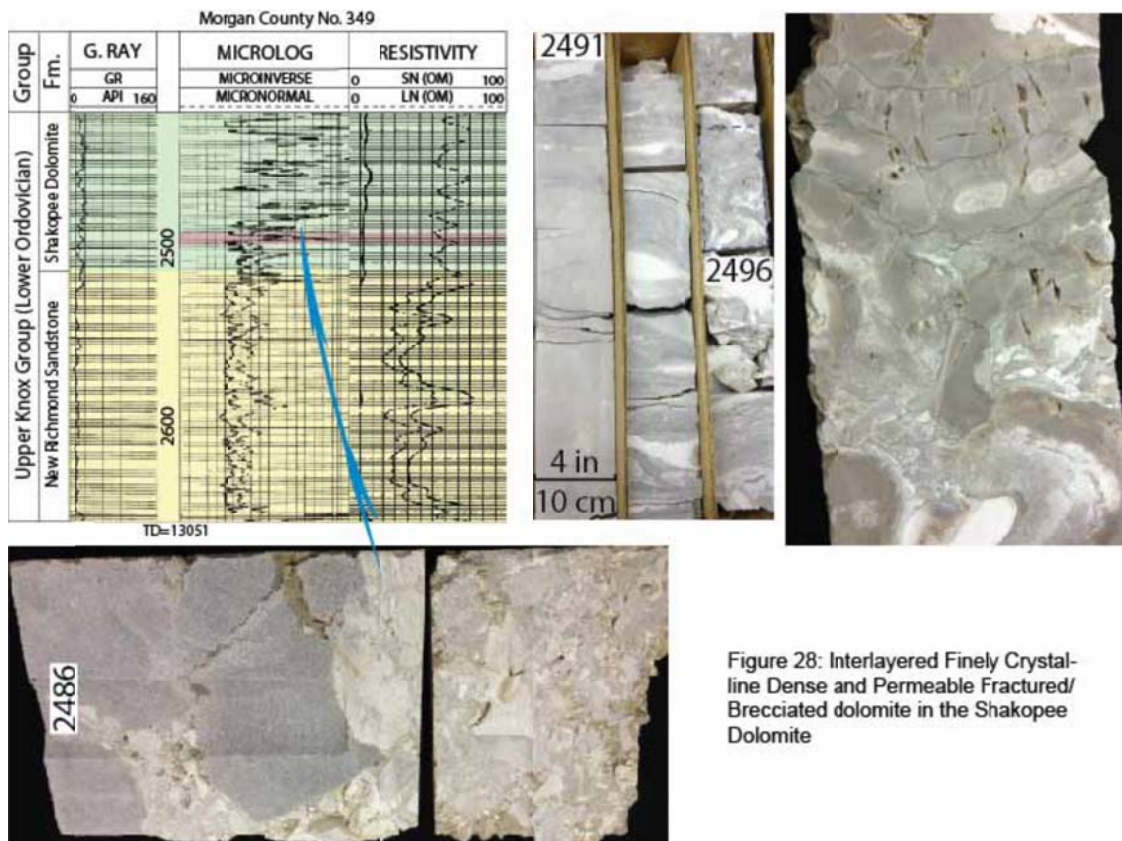 Morgan County No. 349
Group
Fm.
G. RAY
GR
0 API 160
MICROLOG
MICROINVERSE
MICRONORMAL
RESISTIVITY
0 SN (OM) 100
0 LN (OM) 100
Upper Knox Group (Lower Ordovician)
Shakopee Dolomite
New Richmond Sandstone
2500
2600
TD=13051
2491
2496
4 in
10 cm
2486
Figure 28: Interlayered Finely Crystal-
line Dense and Permeable Fractured/
Brecciated dolomite in the Shakopee
Dolomite